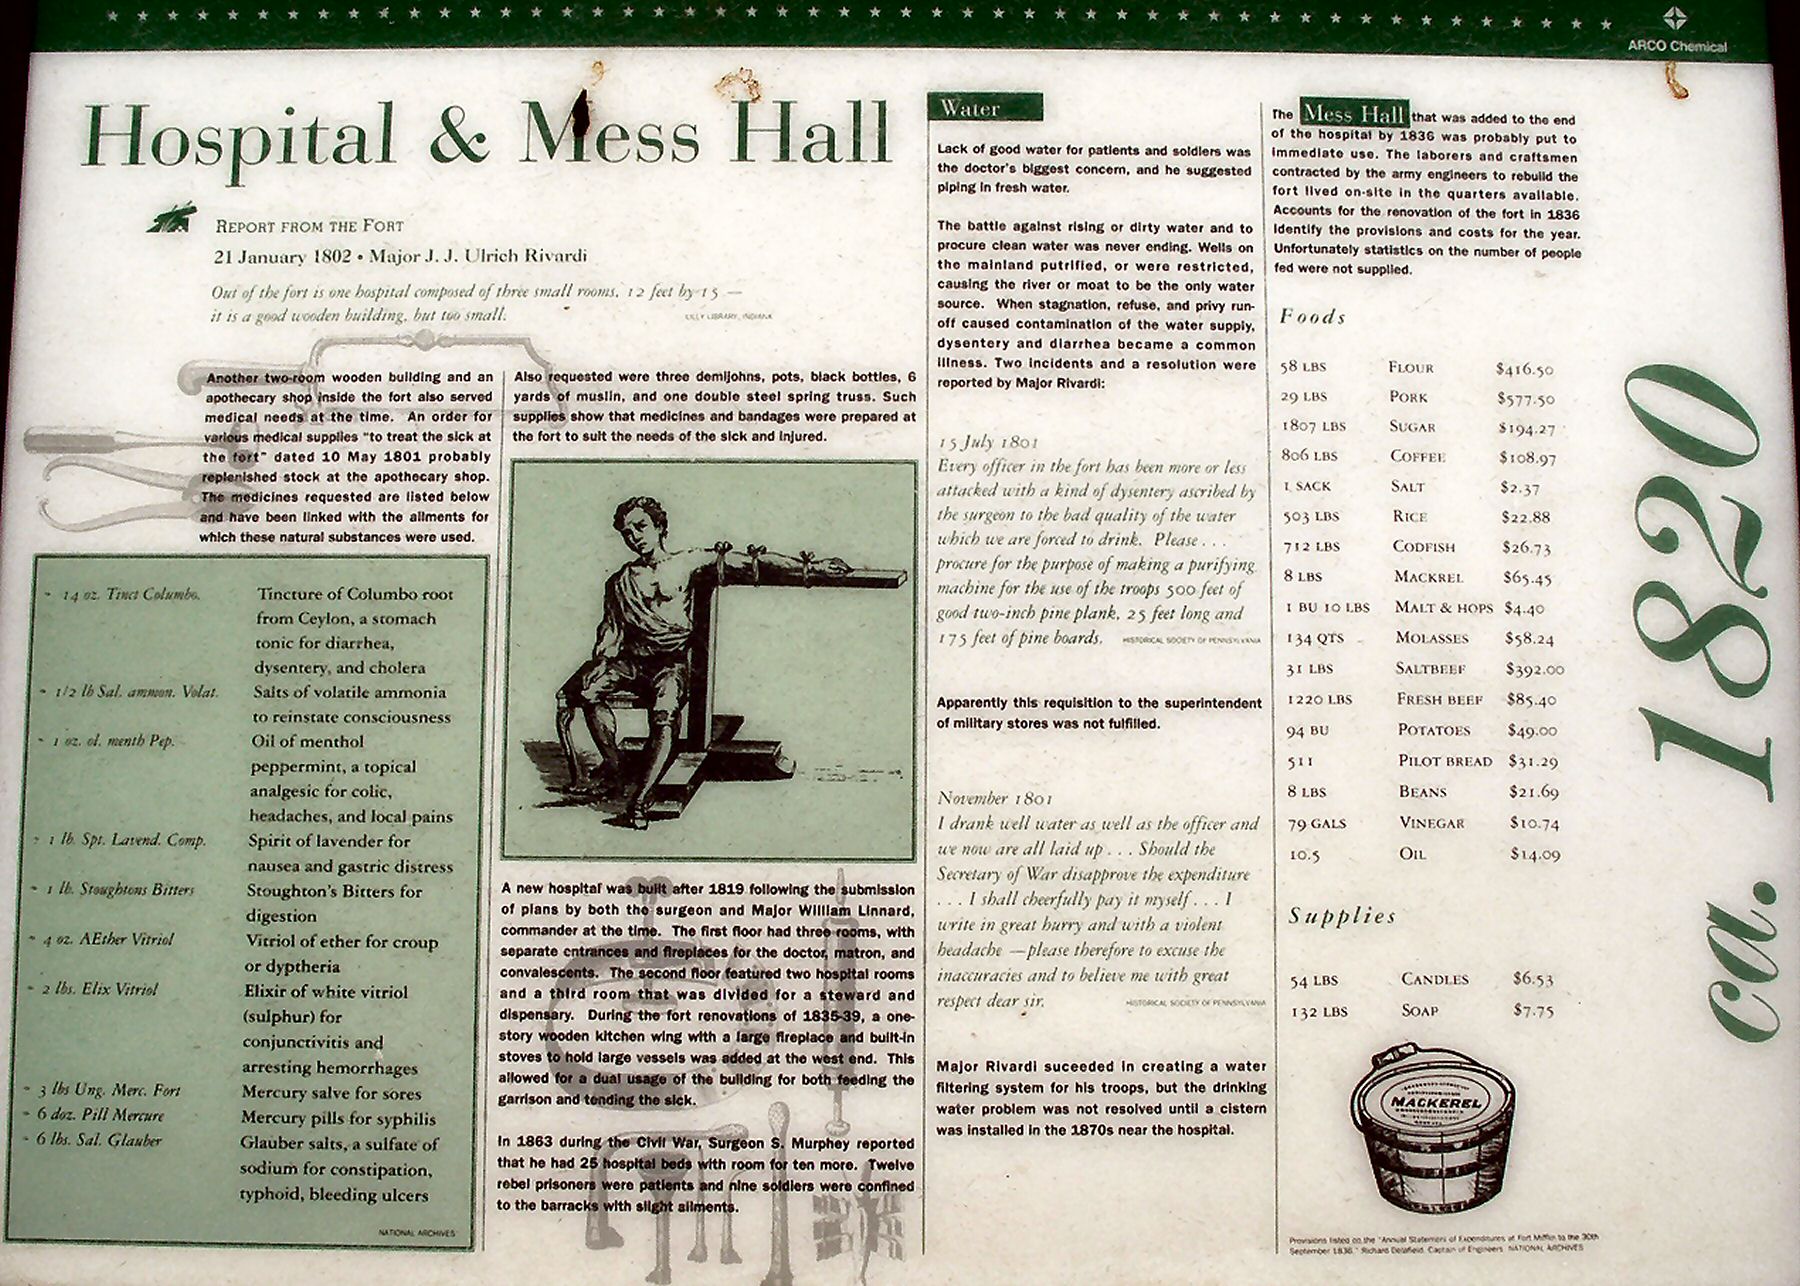 ARCO Chemical
Hospital & Mess Hall
REPORT FROM THE FORT
21 January 1802 • Major J. J. Ulrich Rivardi
Out of the fort is one hospital composed of three small rooms, 12 feet by 15 —
it is a good wooden building, but too small.
LILLY LIBRARY, INDIANA
Another two-room wooden building and an
apothecary shop inside the fort also served
medical needs at the time. An order for
various medical supplies "to treat the sick at
the fort" dated 10 May 1801 probably
replenished stock at the apothecary shop.
The medicines requested are listed below
and have been linked with the ailments for
which these natural substances were used.
- 14 oz. Tinct Columbo. Tincture of Columbo root
from Ceylon, a stomach
tonic for diarrhea,
dysentery, and cholera
- 1/2 lb Sal. ammon. Volat. Salts of volatile ammonia
to reinstate consciousness
- 1 oz. ol. menth Pep. Oil of menthol
peppermint, a topical
analgesic for colic,
headaches, and local pains
- 1 lb. Spt. Lavend. Comp. Spirit of lavender for
nausea and gastric distress
- 1 lb. Stoughtons Bitters Stoughton's Bitters for
digestion
- 4 oz. AEther Vitriol Vitriol of ether for croup
or dyptheria
- 2 lbs. Elix Vitriol Elixir of white vitriol
(sulphur) for
conjunctivitis and
arresting hemorrhages
- 3 lbs Ung. Merc. Fort Mercury salve for sores
- 6 doz. Pill Mercure Mercury pills for syphilis
- 6 lbs. Sal. Glauber Glauber salts, a sulfate of
sodium for constipation,
typhoid, bleeding ulcers
NATIONAL ARCHIVES
Also requested were three demijohns, pots, black bottles, 6
yards of muslin, and one double steel spring truss. Such
supplies show that medicines and bandages were prepared at
the fort to suit the needs of the sick and injured.
A new hospital was built after 1819 following the submission
of plans by both the surgeon and Major William Linnard,
commander at the time. The first floor had three rooms, with
separate entrances and fireplaces for the doctor, matron, and
convalescents. The second floor featured two hospital rooms
and a third room that was divided for a steward and
dispensary. During the fort renovations of 1835-39, a one-
story wooden kitchen wing with a large fireplace and built-in
stoves to hold large vessels was added at the west end. This
allowed for a dual usage of the building for both feeding the
garrison and tending the sick.
In 1863 during the Civil War, Surgeon S. Murphey reported
that he had 25 hospital beds with room for ten more. Twelve
rebel prisoners were patients and nine soldiers were confined
to the barracks with slight ailments.
Water
Lack of good water for patients and soldiers was
the doctor's biggest concern, and he suggested
piping in fresh water.
The battle against rising or dirty water and to
procure clean water was never ending. Wells on
the mainland putrified, or were restricted,
causing the river or moat to be the only water
source. When stagnation, refuse, and privy run-
off caused contamination of the water supply,
dysentery and diarrhea became a common
illness. Two incidents and a resolution were
reported by Major Rivardi:
15 July 1801
Every officer in the fort has been more or less
attacked with a kind of dysentery ascribed by
the surgeon to the bad quality of the water
which we are forced to drink. Please . . .
procure for the purpose of making a purifying
machine for the use of the troops 500 feet of
good two-inch pine plank, 25 feet long and
175 feet of pine boards.
HISTORICAL SOCIETY OF PENNSYLVANIA
Apparently this requisition to the superintendent
of military stores was not fulfilled.
November 1801
I drank well water as well as the officer and
we now are all laid up . . . Should the
Secretary of War disapprove the expenditure
. . . I shall cheerfully pay it myself . . . I
write in great hurry and with a violent
headache —please therefore to excuse the
inaccuracies and to believe me with great
respect dear sir.
HISTORICAL SOCIETY OF PENNSYLVANIA
Major Rivardi suceeded in creating a water
filtering system for his troops, but the drinking
water problem was not resolved until a cistern
was installed in the 1870s near the hospital.
The Mess Hall that was added to the end
of the hospital by 1836 was probably put to
immediate use. The laborers and craftsmen
contracted by the army engineers to rebuild the
fort lived on-site in the quarters available.
Accounts for the renovation of the fort in 1836
identify the provisions and costs for the year.
Unfortunately statistics on the number of people
fed were not supplied.
Foods
58 LBS FLOUR $416.50
29 LBS PORK $577.50
1807 LBS SUGAR $194.27
806 LBS COFFEE $108.97
1 SACK SALT $2.37
503 LBS RICE $22.88
712 LBS CODFISH $26.73
8 LBS MACKREL $65.45
1 BU 10 LBS MALT & HOPS $4.40
134 QTS MOLASSES $58.24
31 LBS SALTBEEF $392.00
1220 LBS FRESH BEEF $85.40
94 BU POTATOES $49.00
511 PILOT BREAD $31.29
8 LBS BEANS $21.69
79 GALS VINEGAR $10.74
10.5 OIL $14.09
Supplies
54 LBS CANDLES $6.53
132 LBS SOAP $7.75
MACKEREL
Provisions listed on the "Annual Statement of Expenditures at Fort Mifflin to the 30th
September 1836." Richard Delafield, Captain of Engineers. NATIONAL ARCHIVES
ca. 1820